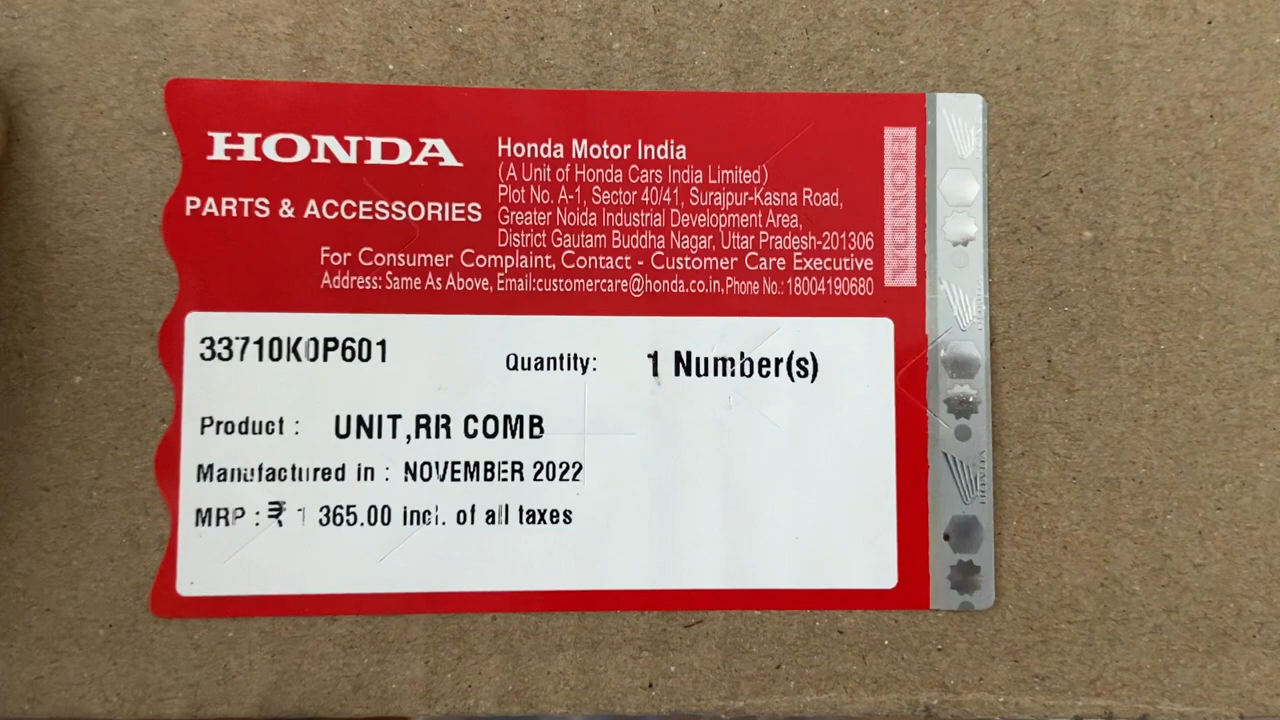 HONDA
PARTS & ACCESSORIES
Honda Motor India
(A Unit of Honda Cars India Limited)
Plot No. A-1, Sector 40/41, Surajpur-Kasna Road,
Greater Noida Industrial Development Area,
District Gautam Buddha Nagar, Uttar Pradesh-201306
For Consumer Complaint, Contact - Customer Care Executive
Address: Same As Above, Email:customercare@honda.co.in,Phone No.: 18004190680
33710K0P601
Quantity: 1 Number(s)
Product : UNIT,RR COMB
Manufactured in : NOVEMBER 2022
MRP : ₹ 1 365.00 incl. of all taxes
HONDA
HONDA